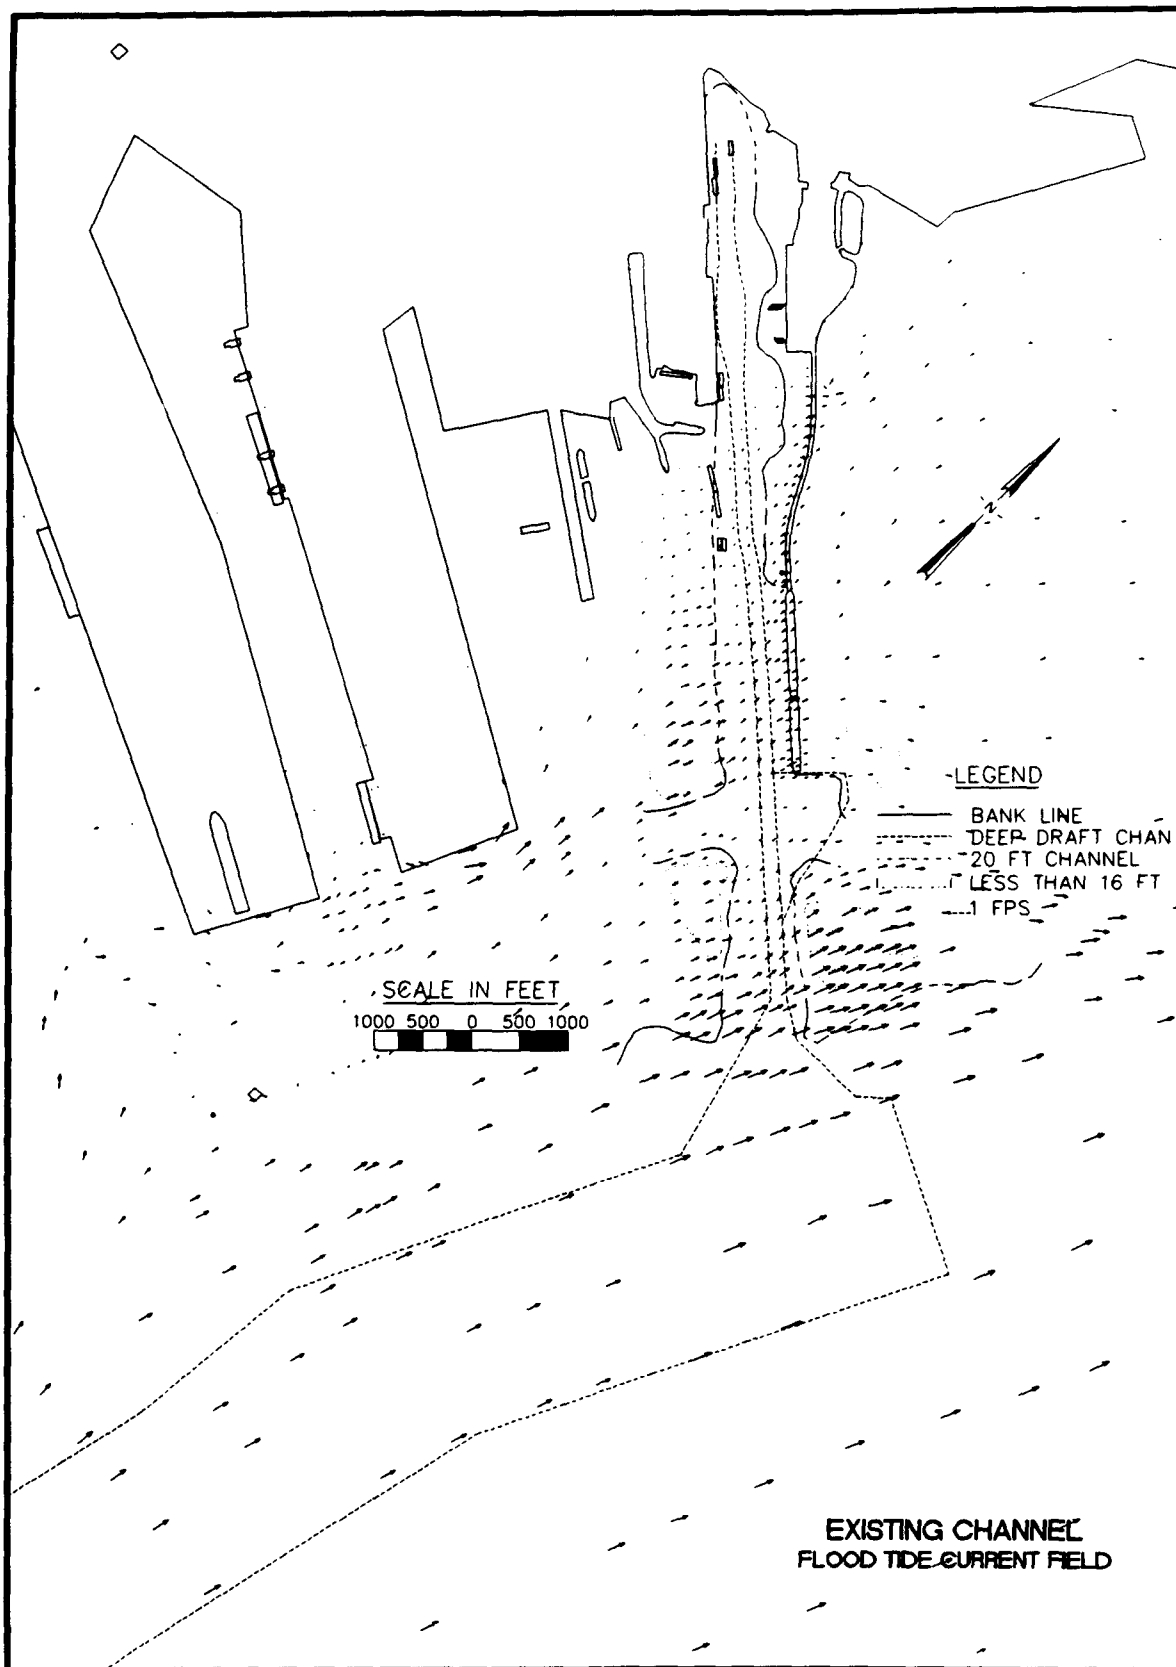 N
LEGEND
BANK LINE
DEEP DRAFT CHAN
20 FT CHANNEL
LESS THAN 16 FT
1 FPS
SCALE IN FEET
1000 500 0 500 1000
EXISTING CHANNEL
FLOOD TIDE CURRENT FIELD